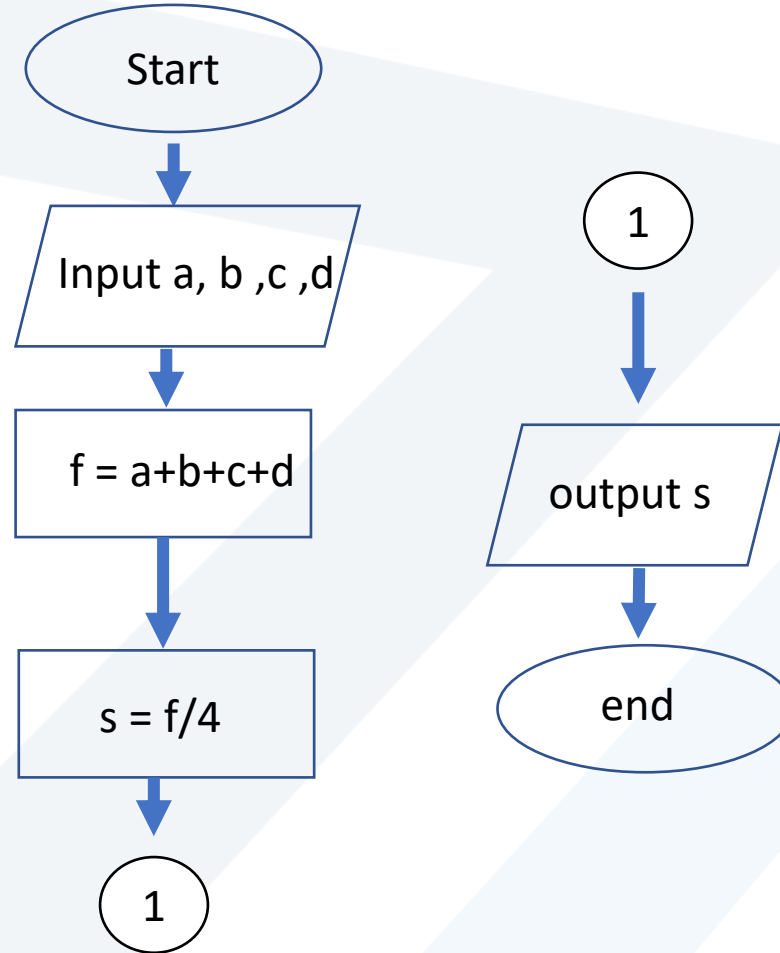 Start
Input a, b ,c ,d
f = a+b+c+d
s = f/4
1
1
output s
end